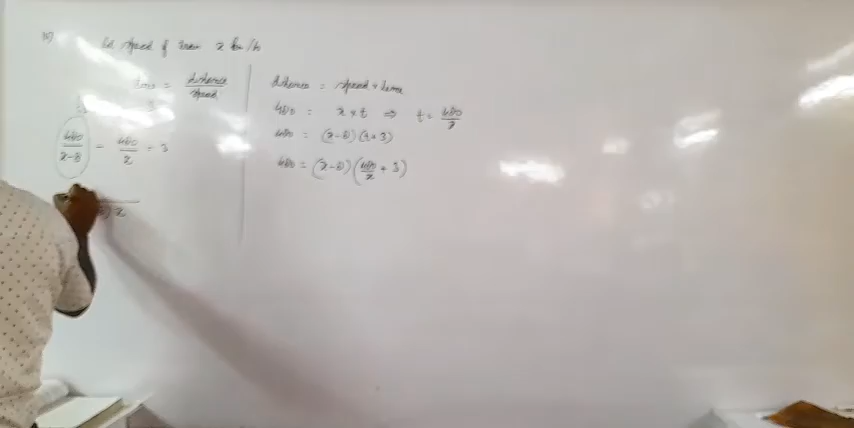 Let speed of train x km/h
time = distance/speed
3
480/x-8 - 480/x = 3
x
distance = speed × time
480 = x × t ⇒ t = 480/x
480 = (x-8)(t+3)
480 = (x-8)(480/x + 3)